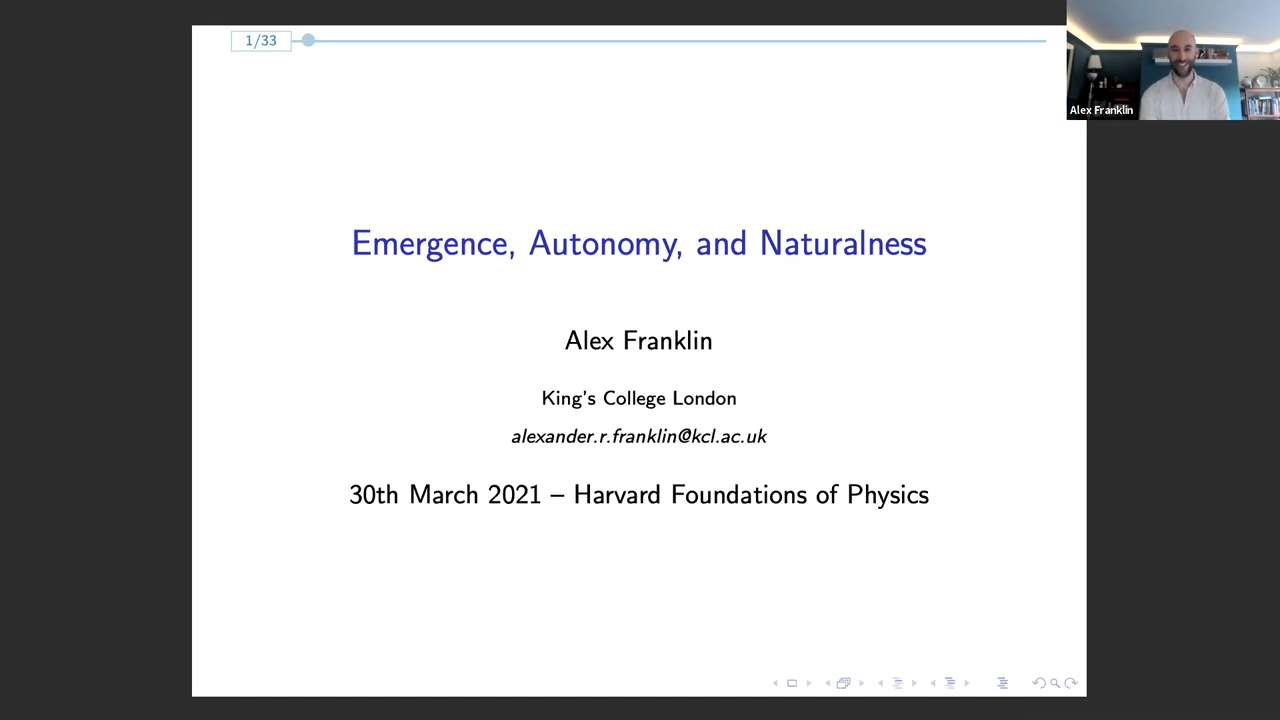 1/33
Alex Franklin
Emergence, Autonomy, and Naturalness
Alex Franklin
King's College London
alexander.r.franklin@kcl.ac.uk
30th March 2021 – Harvard Foundations of Physics